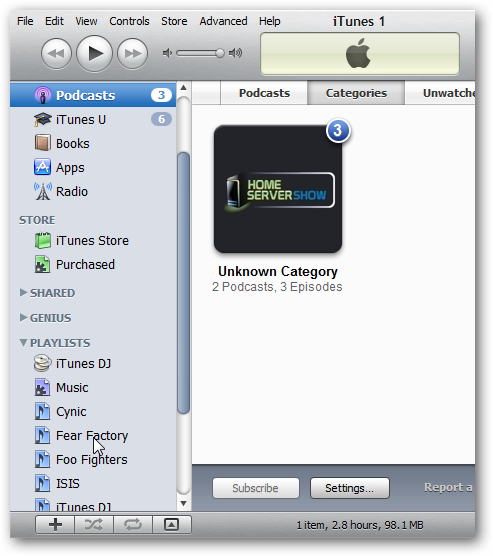 File Edit View Controls Store Advanced Help iTunes 1
Podcasts 3
iTunes U 6
Books
Apps
Radio
STORE
iTunes Store
Purchased
SHARED
GENIUS
PLAYLISTS
iTunes DJ
Music
Cynic
Fear Factory
Foo Fighters
ISIS
iTunes DJ
Podcasts Categories Unwatche
3
HOME
SERVERSHOW
Unknown Category
2 Podcasts, 3 Episodes
Subscribe Settings... Report a
1 item, 2.8 hours, 98.1 MB